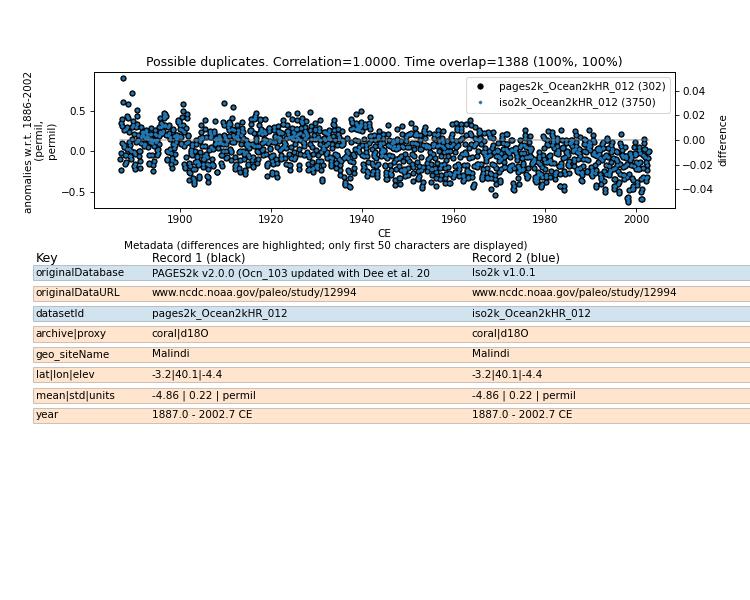 Possible duplicates. Correlation=1.0000. Time overlap=1388 (100%, 100%)
anomalies w.r.t. 1886-2002
(permil,
permil)
0.5
0.0
−0.5
pages2k_Ocean2kHR_012 (302)
iso2k_Ocean2kHR_012 (3750)
0.04
0.02
0.00
−0.02
−0.04
difference
1900 1920 1940 1960 1980 2000
CE
Metadata (differences are highlighted; only first 50 characters are displayed)
Key Record 1 (black) Record 2 (blue)
originalDatabase PAGES2k v2.0.0 (Ocn_103 updated with Dee et al. 20 Iso2k v1.0.1
originalDataURL www.ncdc.noaa.gov/paleo/study/12994 www.ncdc.noaa.gov/paleo/study/12994
datasetId pages2k_Ocean2kHR_012 iso2k_Ocean2kHR_012
archive|proxy coral|d18O coral|d18O
geo_siteName Malindi Malindi
lat|lon|elev -3.2|40.1|-4.4 -3.2|40.1|-4.4
mean|std|units -4.86 | 0.22 | permil -4.86 | 0.22 | permil
year 1887.0 - 2002.7 CE 1887.0 - 2002.7 CE